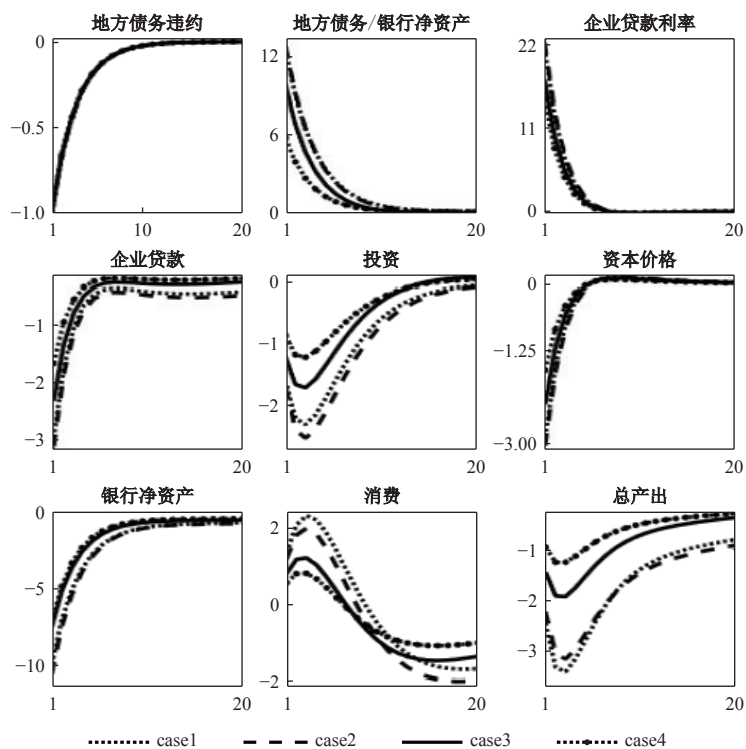 地方债务违约 地方债务/银行净资产 企业贷款利率
0 12 22
−0.5 6 11
−1.0 0 0
1 10 20 1 20 1 20
企业贷款 投资 资本价格
0 0
−1 −1 −1.25
−2 −2
−3 −3.00
1 20 1 20 1 20
银行净资产 消费 总产出
0 2 −1
−5 0 −2
−10 −2 −3
1 20 1 20 1 20
case1 case2 case3 case4